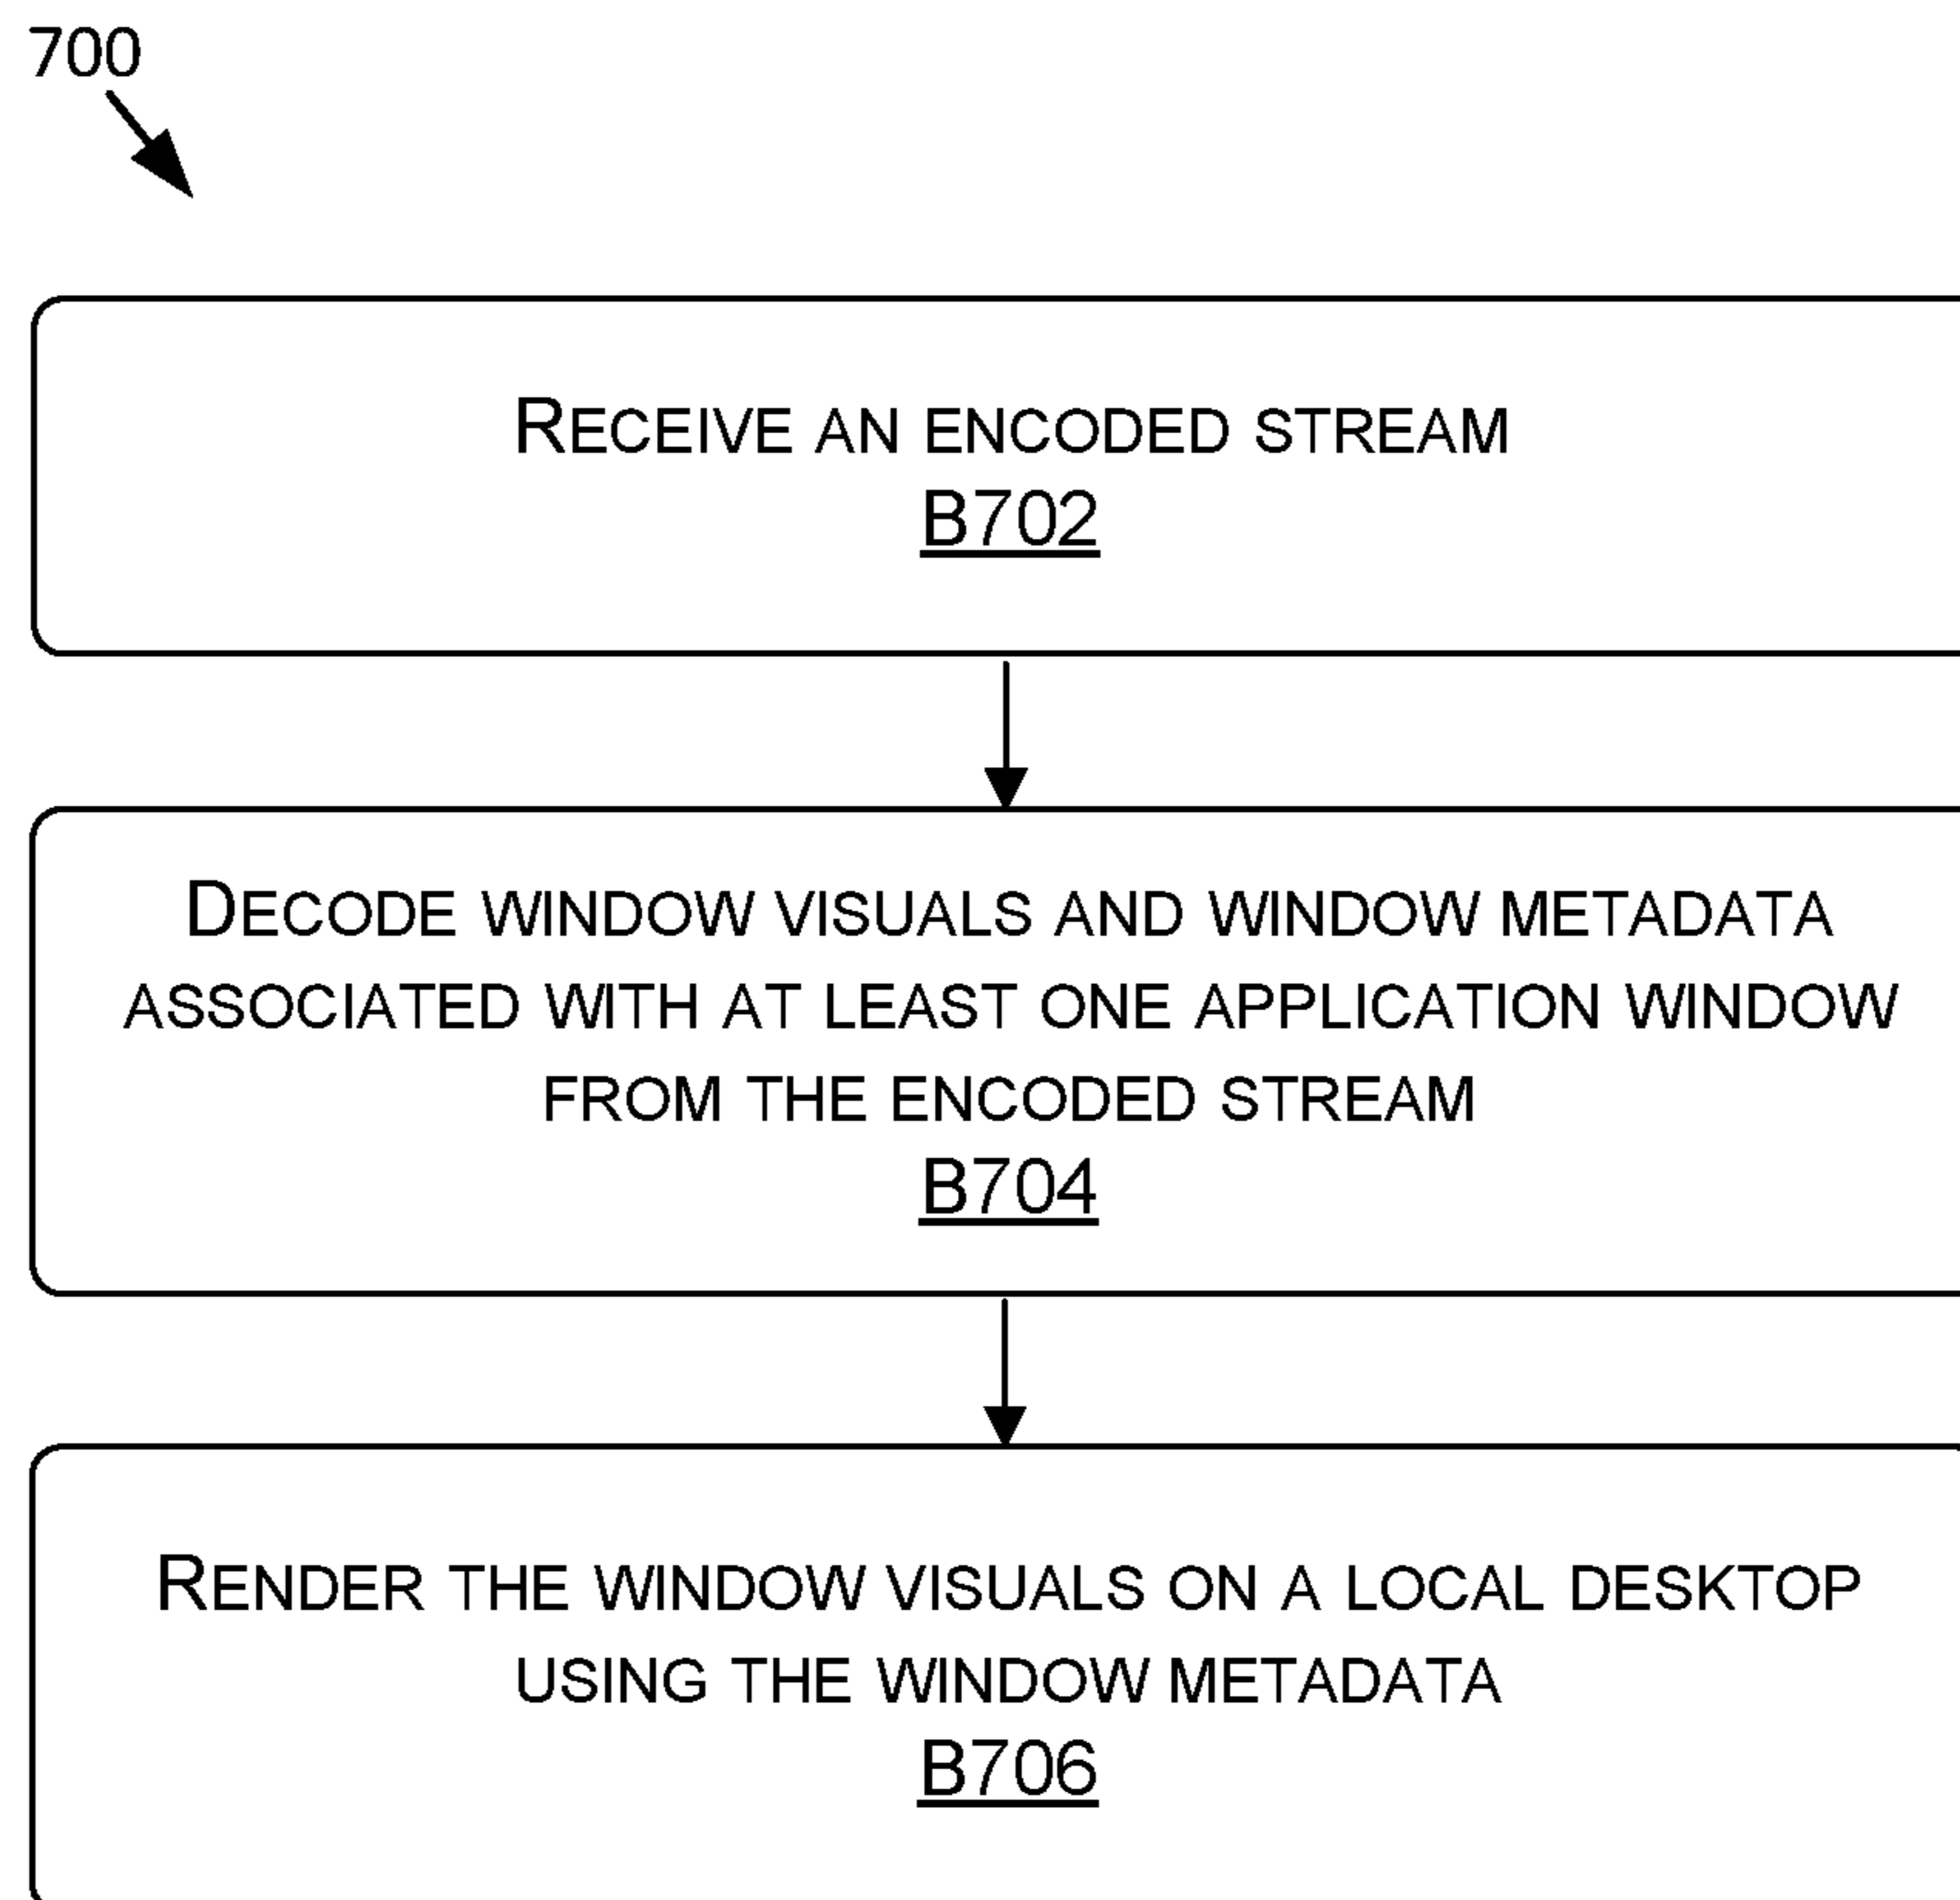 700
RECEIVE AN ENCODED STREAM
B702
DECODE WINDOW VISUALS AND WINDOW METADATA
ASSOCIATED WITH AT LEAST ONE APPLICATION WINDOW
FROM THE ENCODED STREAM
B704
RENDER THE WINDOW VISUALS ON A LOCAL DESKTOP
USING THE WINDOW METADATA
B706